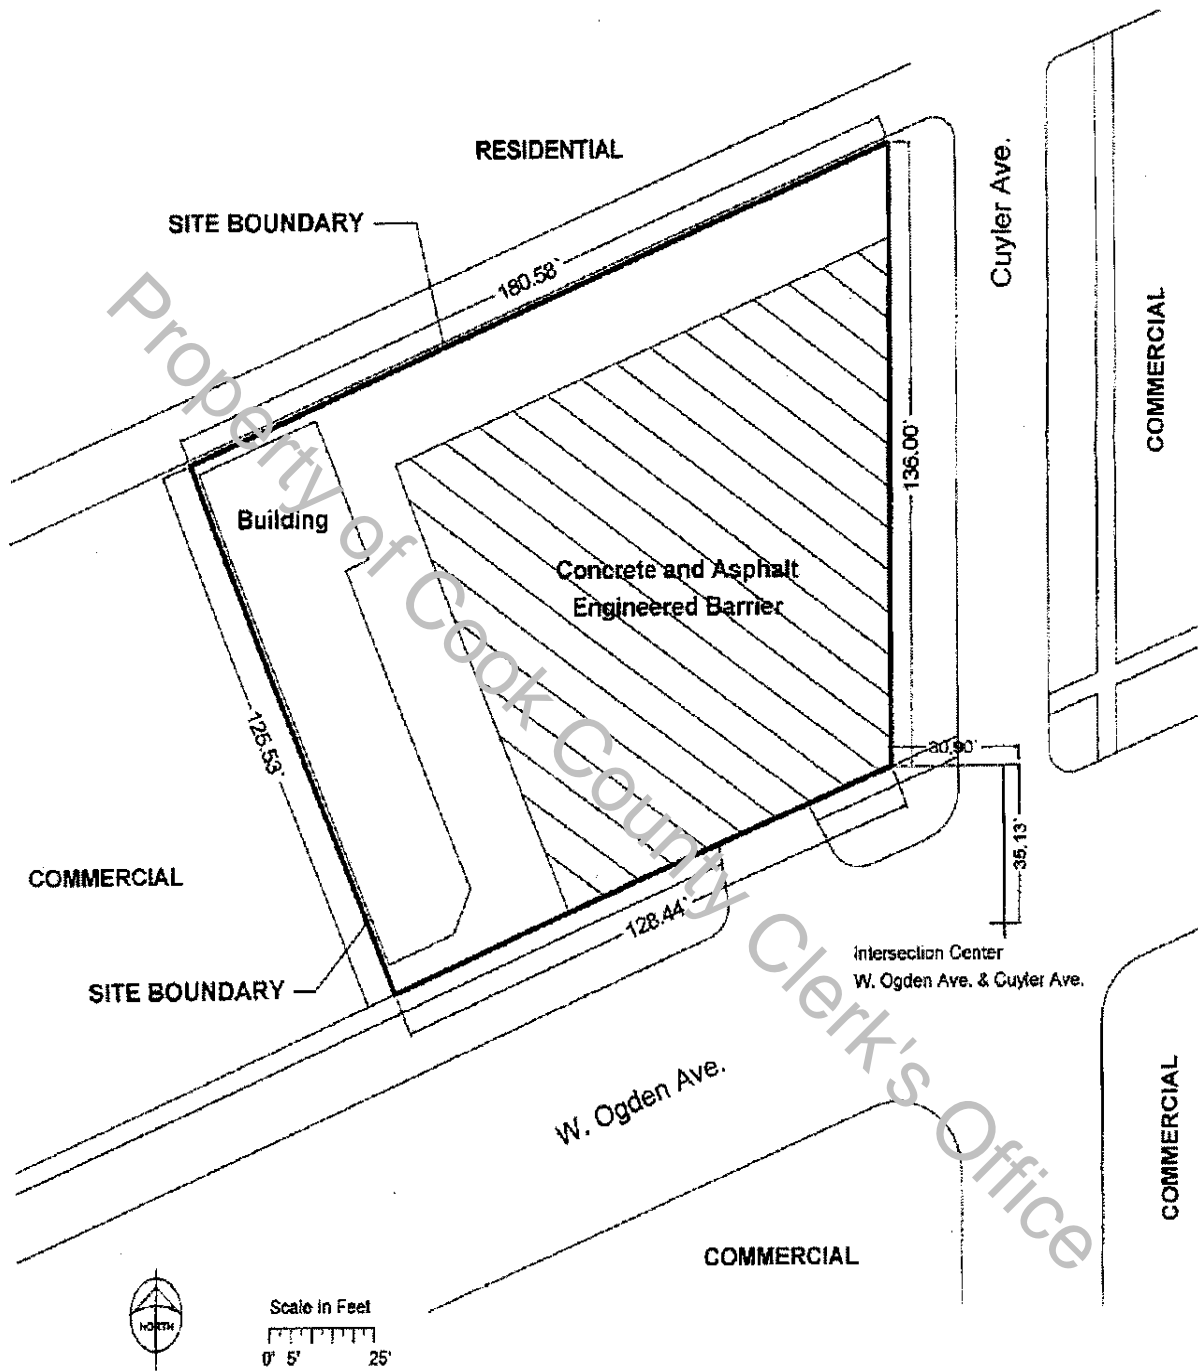 RESIDENTIAL
SITE BOUNDARY
Cuyler Ave.
180.58'
COMMERCIAL
136.00'
Building
Concrete and Asphalt
Engineered Barrier
125.53'
30.90'
35.13'
COMMERCIAL
128.44'
Intersection Center
W. Ogden Ave. & Cuyler Ave.
SITE BOUNDARY
W. Ogden Ave.
COMMERCIAL
COMMERCIAL
NORTH
Scale in Feet
0' 5' 25'
Property of Cook County Clerk's Office